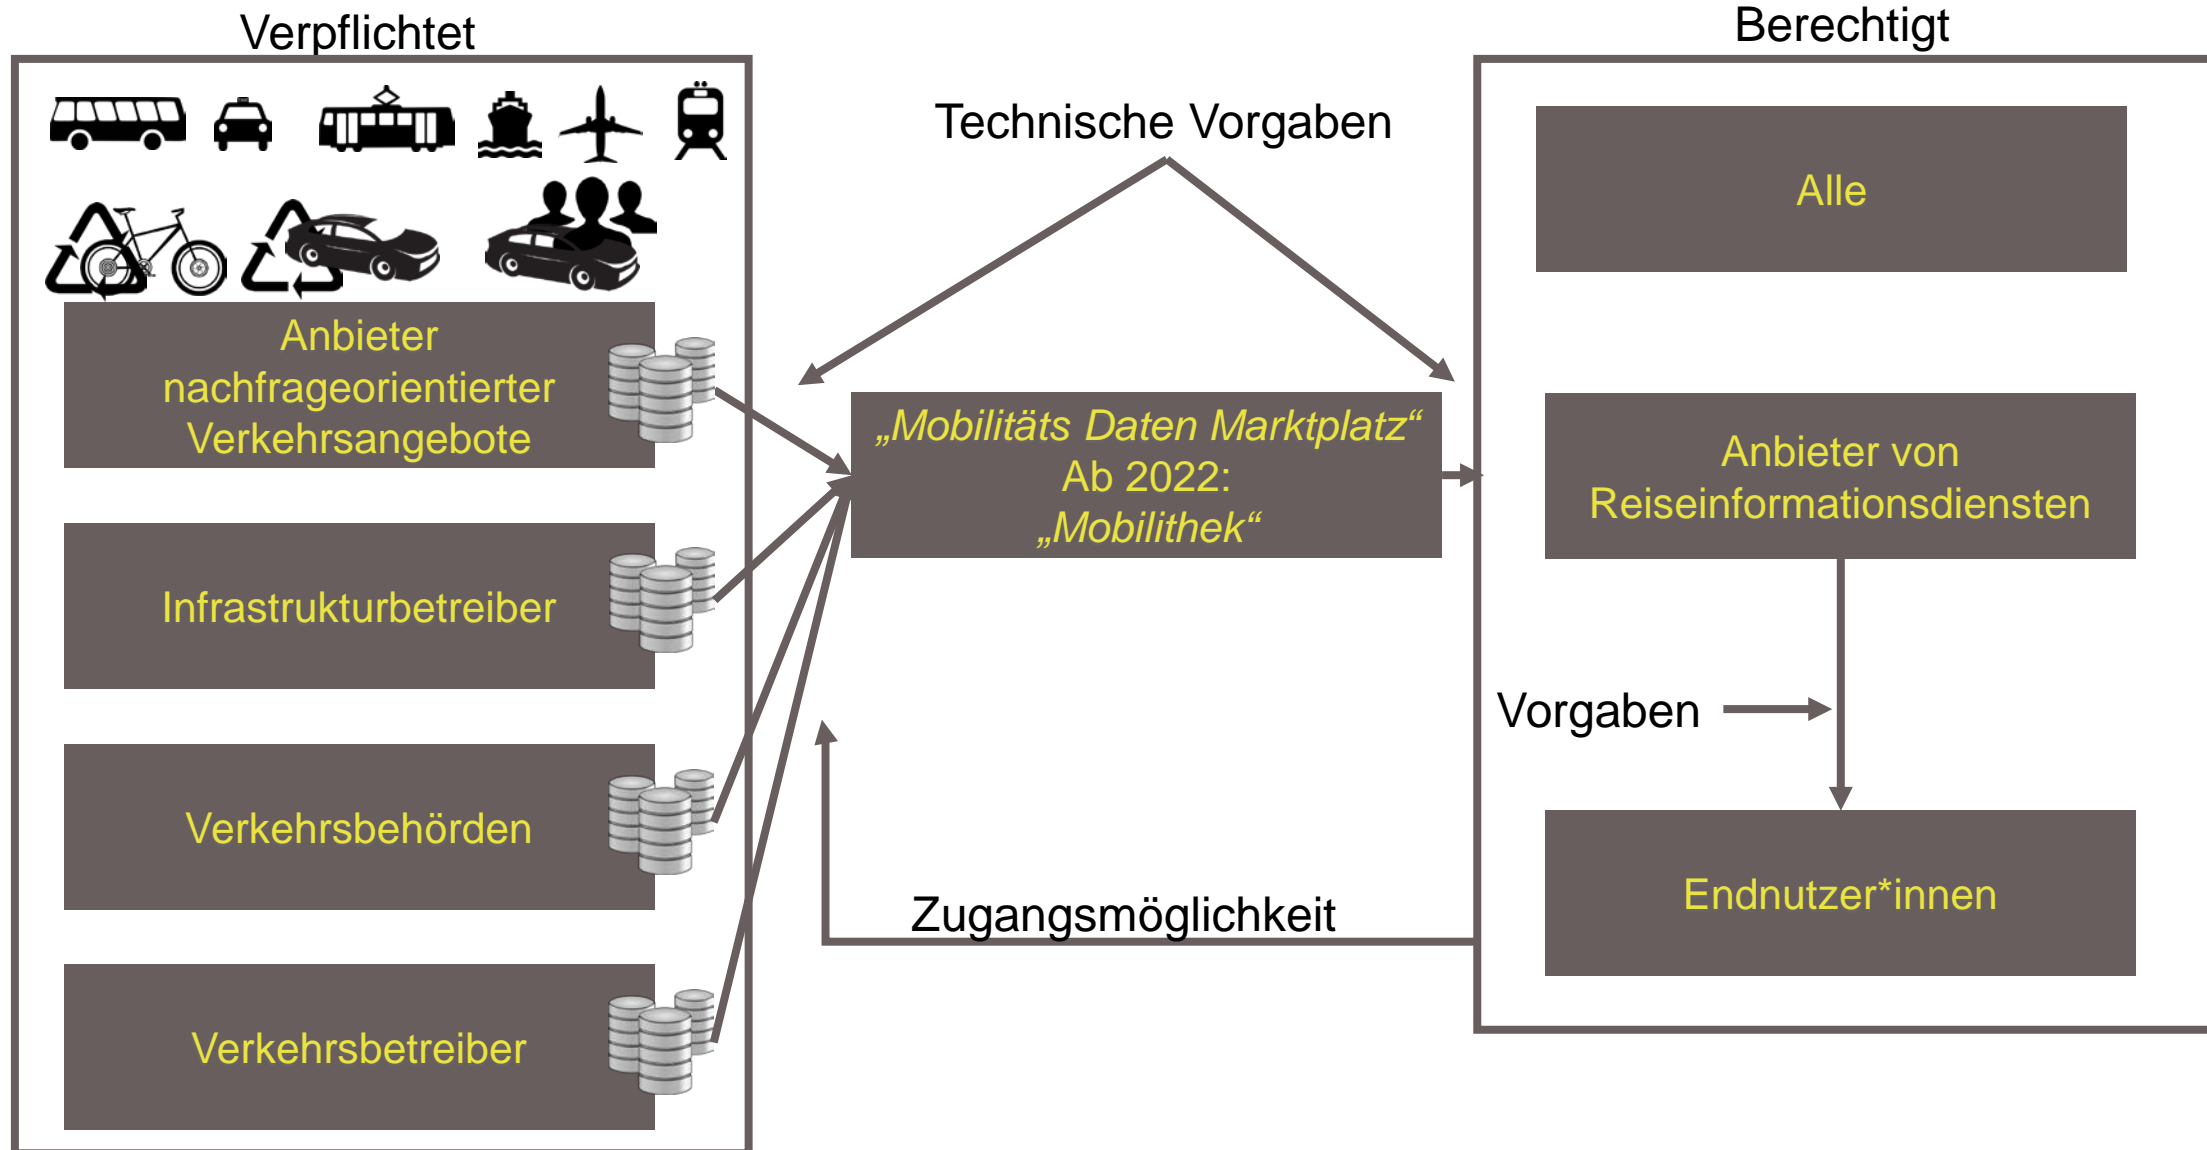 Verpflichtet
Anbieter
nachfrageorientierter
Verkehrsangebote
Infrastrukturbetreiber
Verkehrsbehörden
Verkehrsbetreiber
Technische Vorgaben
„Mobilitäts Daten Marktplatz“
Ab 2022:
„Mobilithek“
Zugangsmöglichkeit
Berechtigt
Alle
Anbieter von
Reiseinformationsdiensten
Vorgaben
Endnutzer*innen